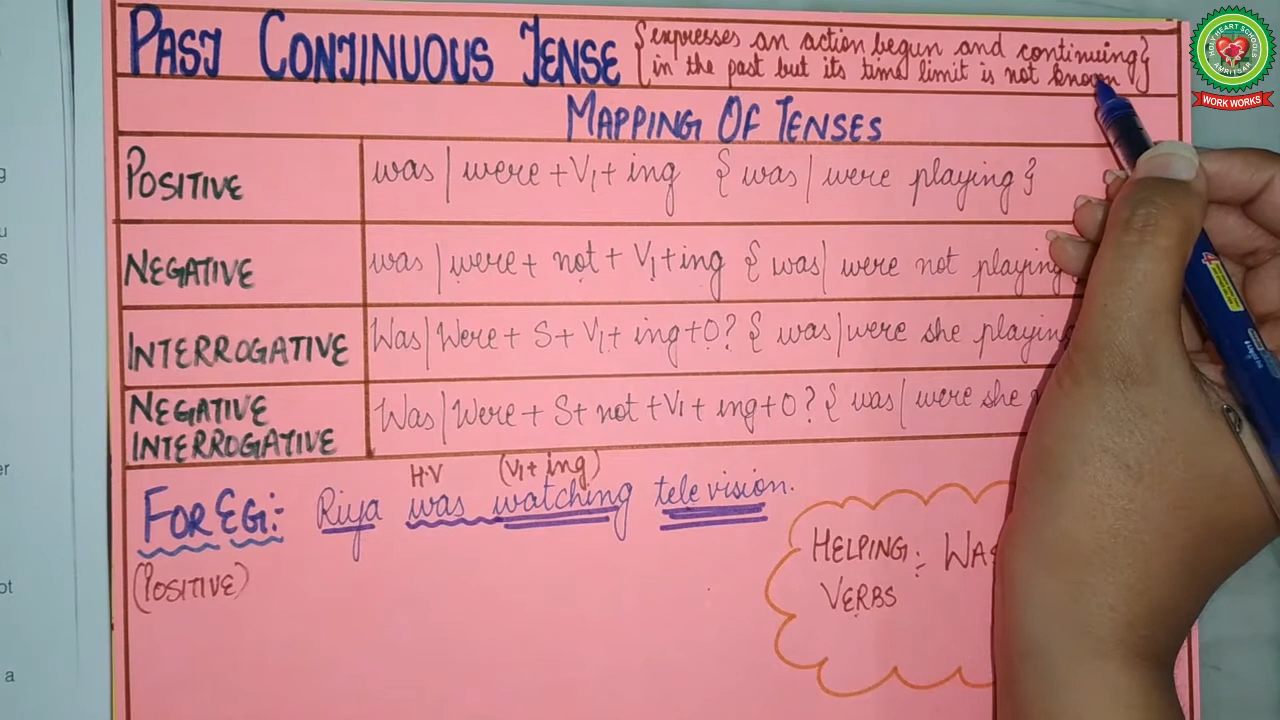 PAST CONTINUOUS TENSE {expresses an action begun and continuing}
{in the past but its time limit is not known}
MAPPING OF TENSES
POSITIVE was | were + V1 + ing { was | were playing }
NEGATIVE was | were + not + V1 + ing { was | were not playing
INTERROGATIVE Was | Were + S + V1 + ing + O? { was | were she playing
NEGATIVE INTERROGATIVE Was | Were + S + not + V1 + ing + O? { was | were she
H.V (V1 + ing)
FOR EG:- Riya was watching television.
(POSITIVE)
HELPING VERBS :- WAS
HOLY HEART SCHOOLS
AMRITSAR
WORK WORKS